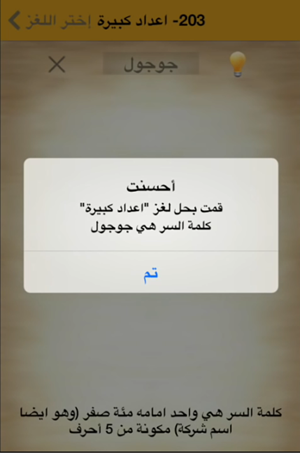 203- اعداد كبيرة إختر اللغز
جوجول
أحسنت
قمت بحل لغز "اعداد كبيرة"
كلمة السر هي جوجول
تم
كلمة السر هي واحد امامه مئة صفر (وهو ايضا
اسم شركة) مكونة من 5 أحرف